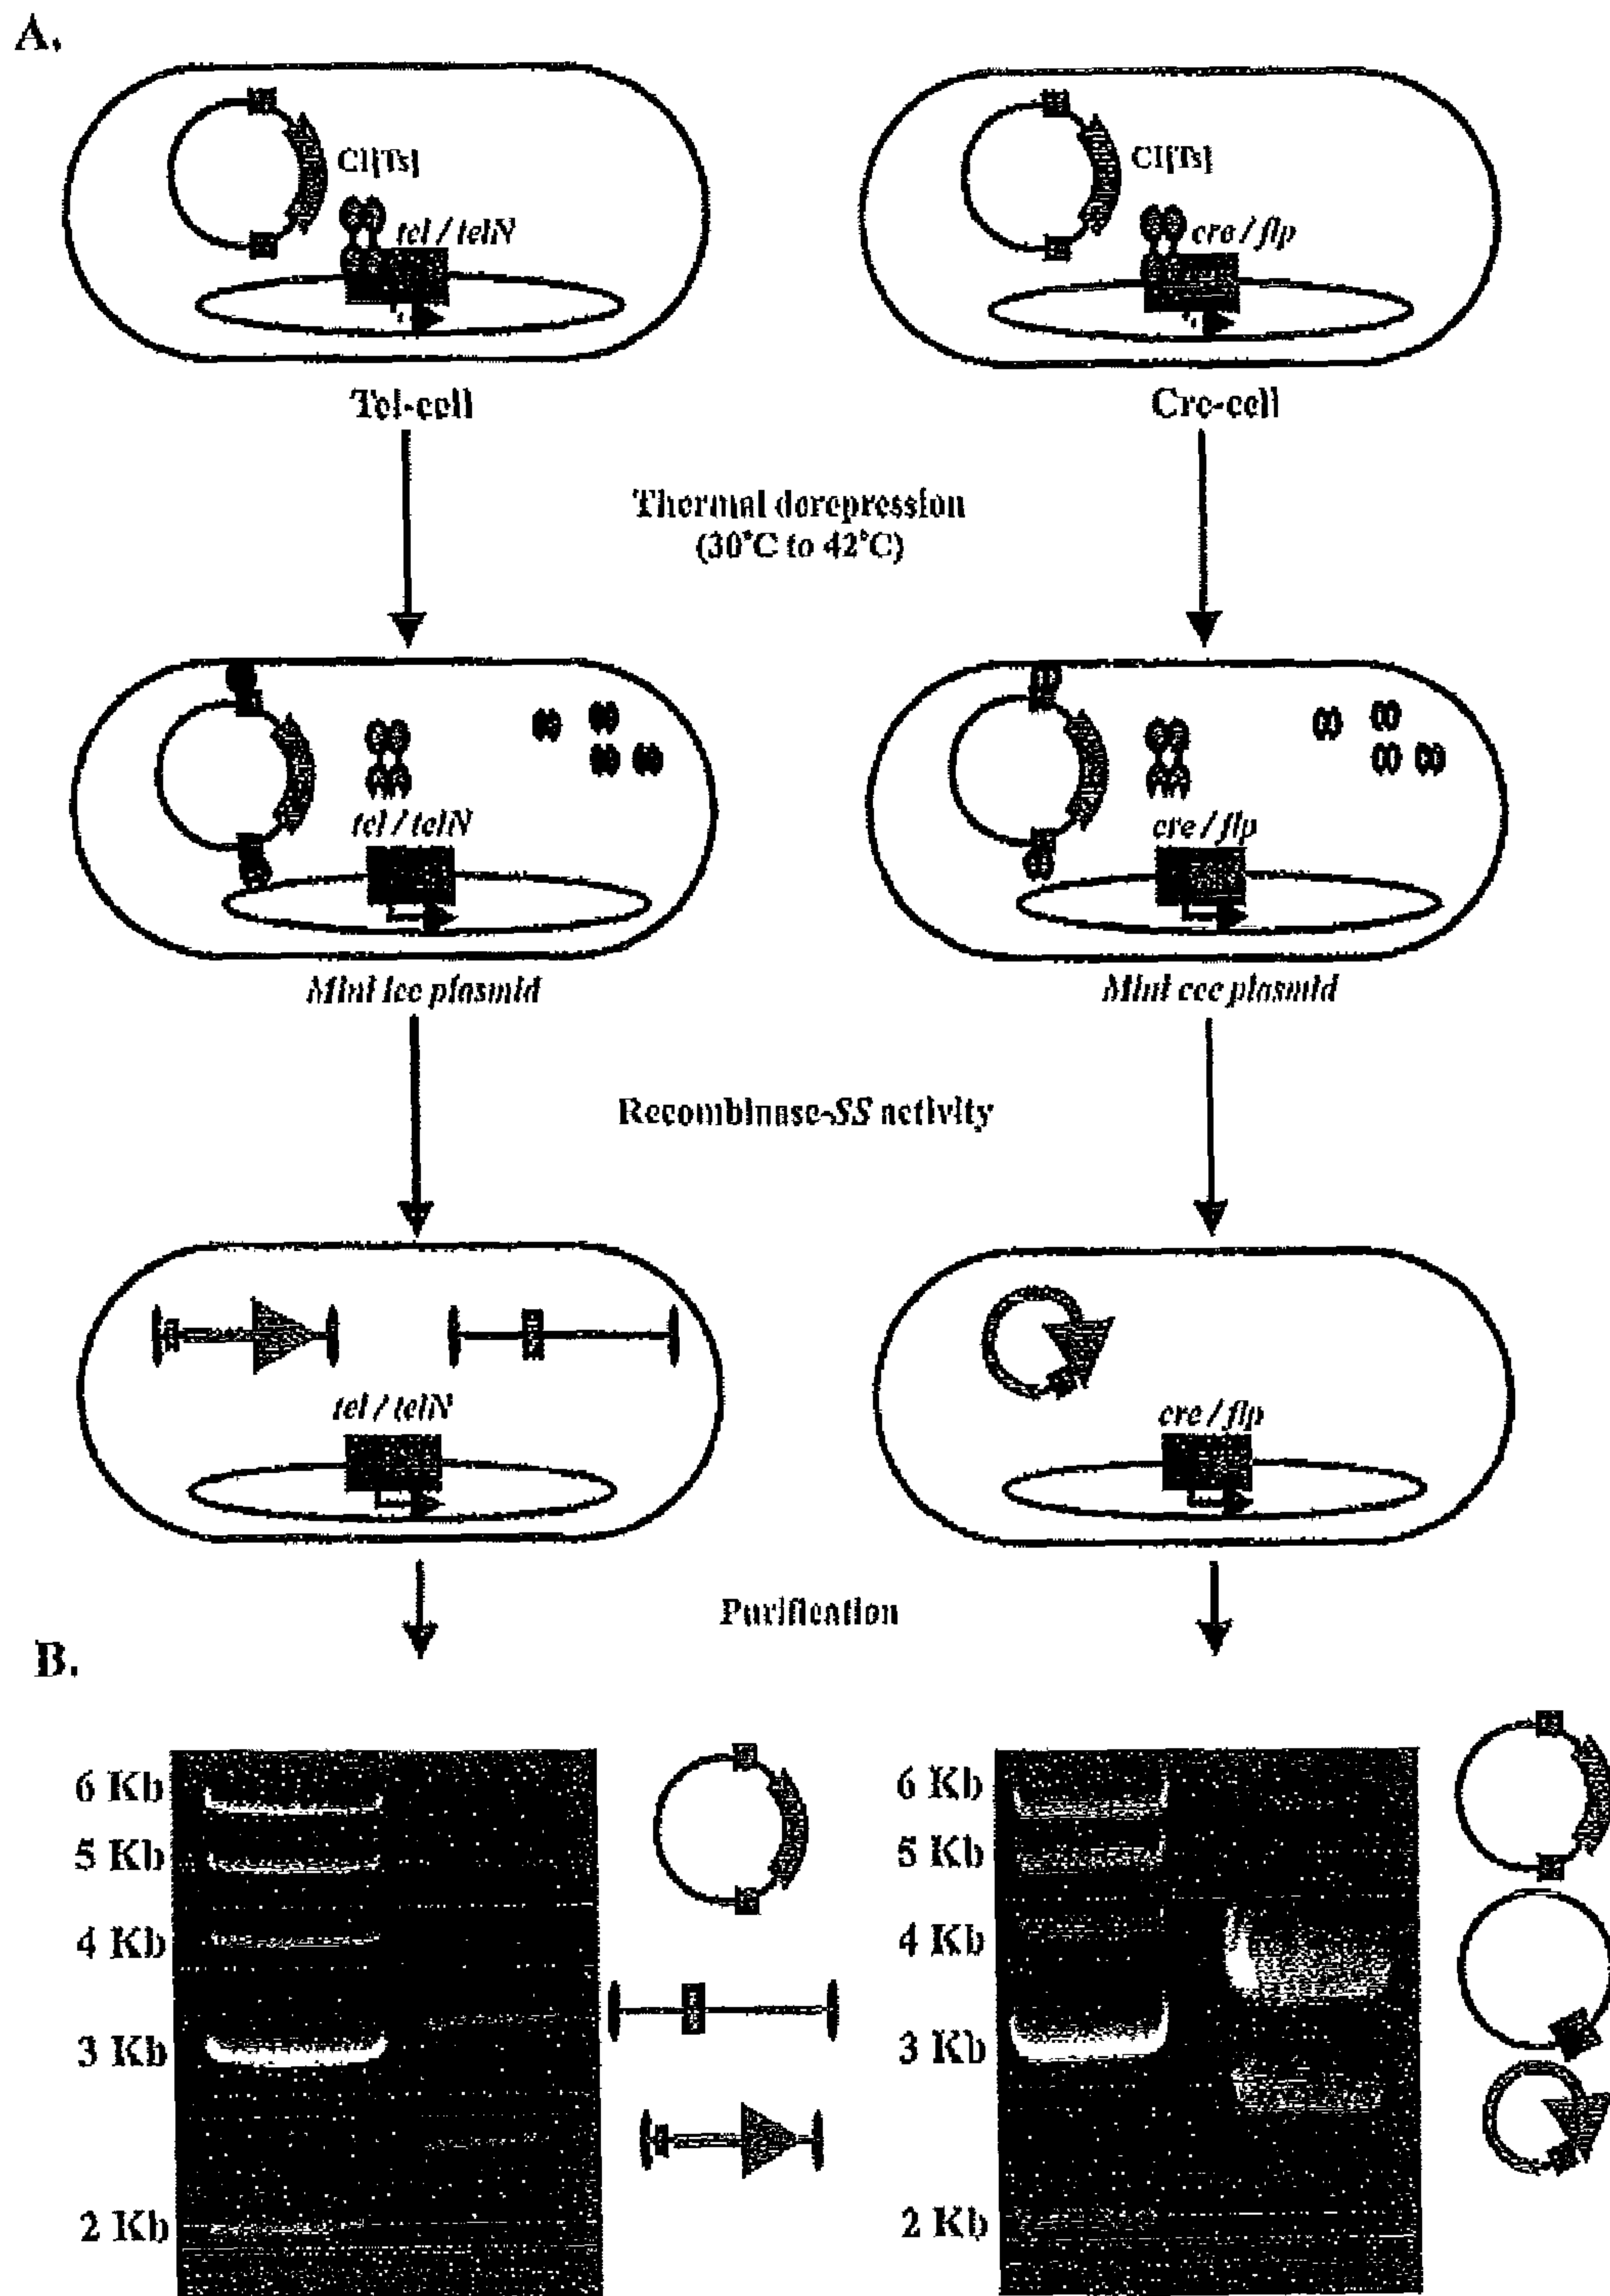 A.
CI[Ts]
tel / telN
CI[Ts]
cre / flp
Tel-cell
Cre-cell
Thermal derepression
(30°C to 42°C)
tel / telN
cre / flp
Mini lcc plasmid
Mini ccc plasmid
Recombinase-SS activity
tel / telN
cre / flp
Purification
B.
6 Kb
5 Kb
4 Kb
3 Kb
2 Kb
6 Kb
5 Kb
4 Kb
3 Kb
2 Kb